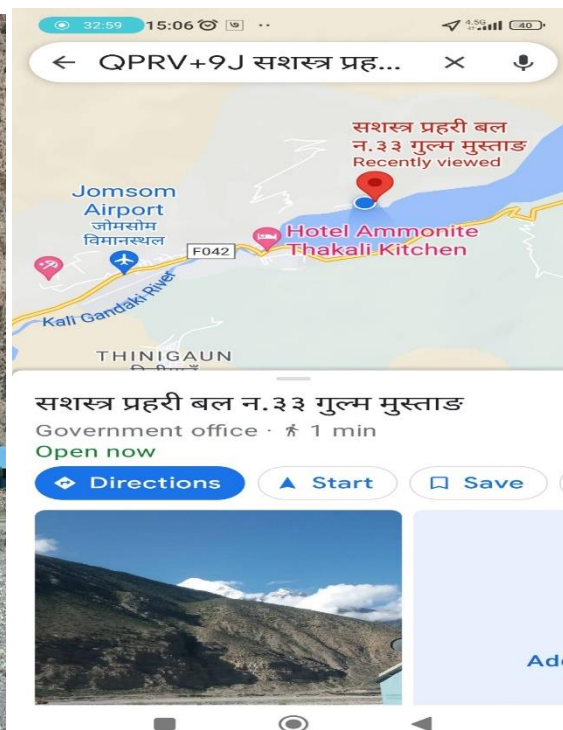 32:59 15:06 ७ ..
4.5G 40
QPRV+9J सशस्त्र प्रह...
सशस्त्र प्रहरी बल
न.३३ गुल्म मुस्ताङ
Recently viewed
Jomsom
Airport
जोमसोम
विमानस्थल
F042
Hotel Ammonite
Thakali Kitchen
Kali Gandaki River
THINIGAUN
सशस्त्र प्रहरी बल न.३३ गुल्म मुस्ताङ
Government office · 1 min
Open now
Directions
Start
Save